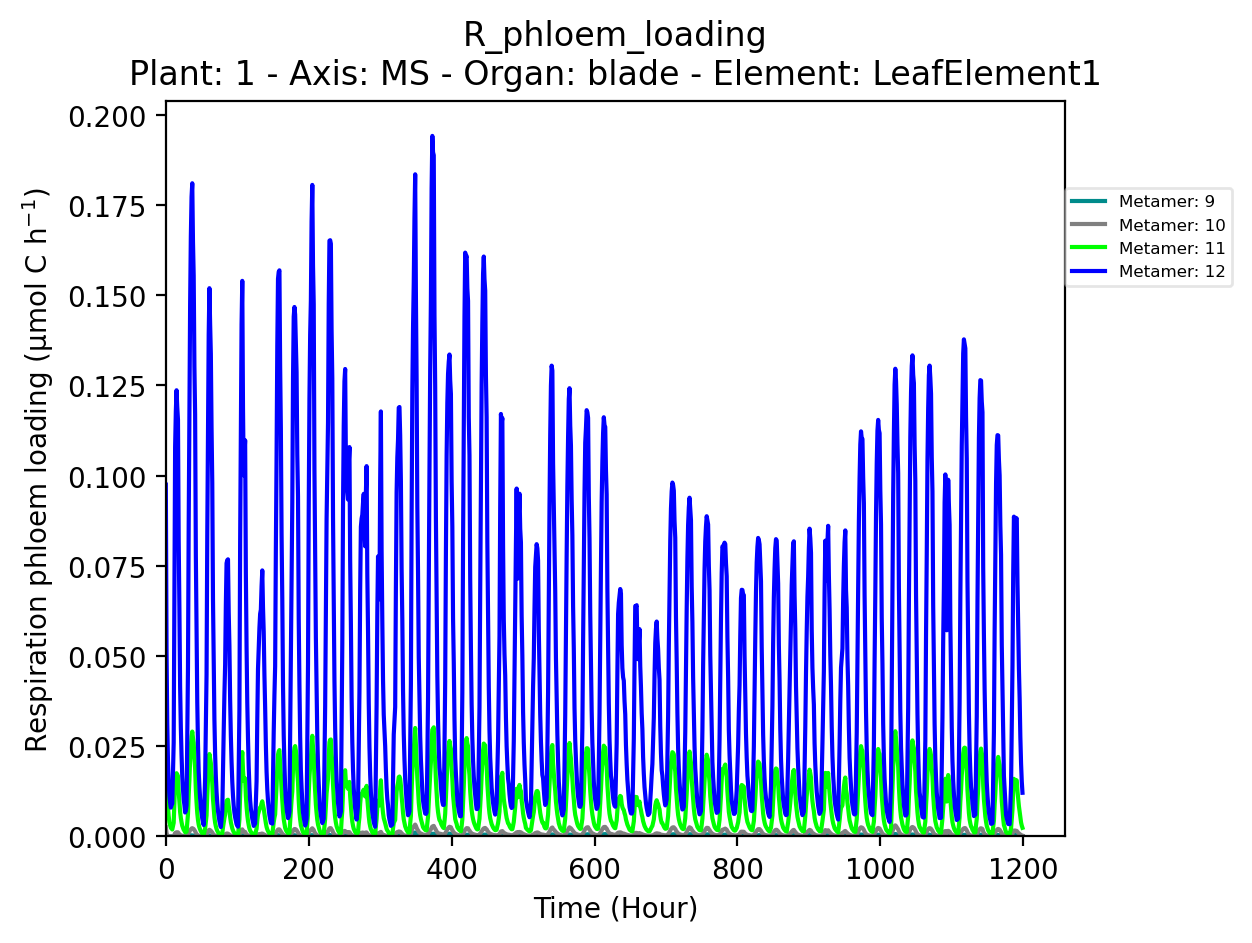 R_phloem_loading
Plant: 1 - Axis: MS - Organ: blade - Element: LeafElement1
0.200
0.175
0.150
0.125
0.100
0.075
0.050
0.025
0.000
Respiration phloem loading (µmol C h⁻¹)
0 200 400 600 800 1000 1200
Time (Hour)
Metamer: 9
Metamer: 10
Metamer: 11
Metamer: 12